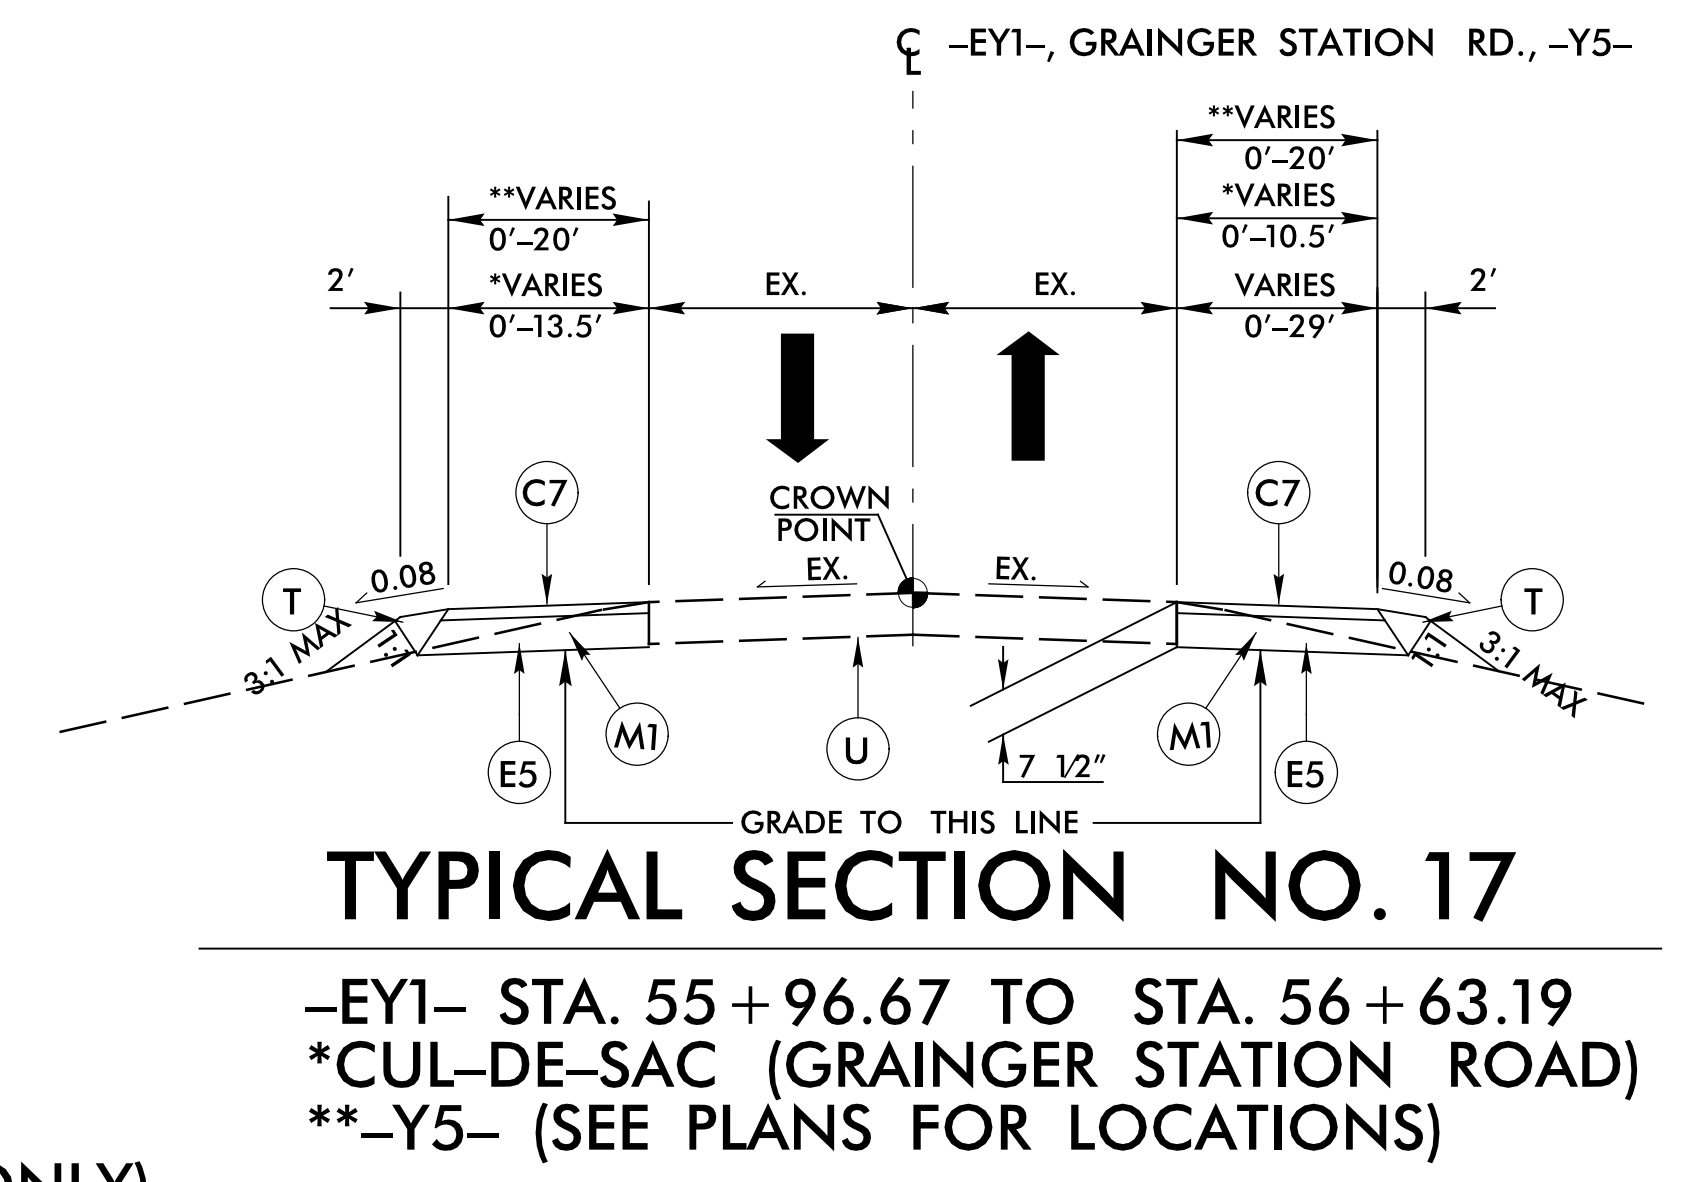 ℄ –EY1–, GRAINGER STATION RD., –Y5–
**VARIES
0′–20′
**VARIES
0′–20′
*VARIES
0′–10.5′
2′
*VARIES
0′–13.5′
EX.
EX.
VARIES
0′–29′
2′
C7
CROWN
POINT
C7
T
0.08
EX.
EX.
0.08
T
3:1 MAX
1:1
1:1
3:1 MAX
E5
M1
U
7 1/2″
M1
E5
GRADE TO THIS LINE
TYPICAL SECTION NO. 17
–EY1– STA. 55+96.67 TO STA. 56+63.19
*CUL–DE–SAC (GRAINGER STATION ROAD)
**–Y5– (SEE PLANS FOR LOCATIONS)
ONLY)